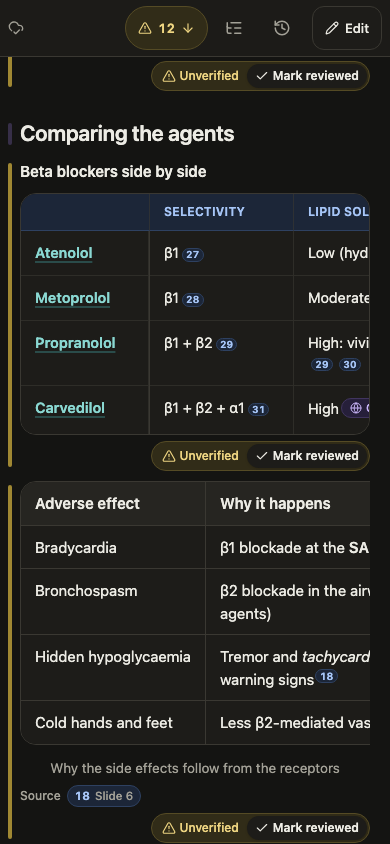 12 ↓
Edit
Unverified ✓ Mark reviewed
Comparing the agents
Beta blockers side by side
SELECTIVITY LIPID SOL
Atenolol β1 27 Low (hyd
Metoprolol β1 28 Moderate
Propranolol β1 + β2 29 High: vivi
29 30
Carvedilol β1 + β2 + α1 31 High
Unverified ✓ Mark reviewed
Adverse effect Why it happens
Bradycardia β1 blockade at the SA
Bronchospasm β2 blockade in the airw
agents)
Hidden hypoglycaemia Tremor and tachycard
warning signs 18
Cold hands and feet Less β2-mediated vas
Why the side effects follow from the receptors
Source 18 Slide 6
Unverified ✓ Mark reviewed